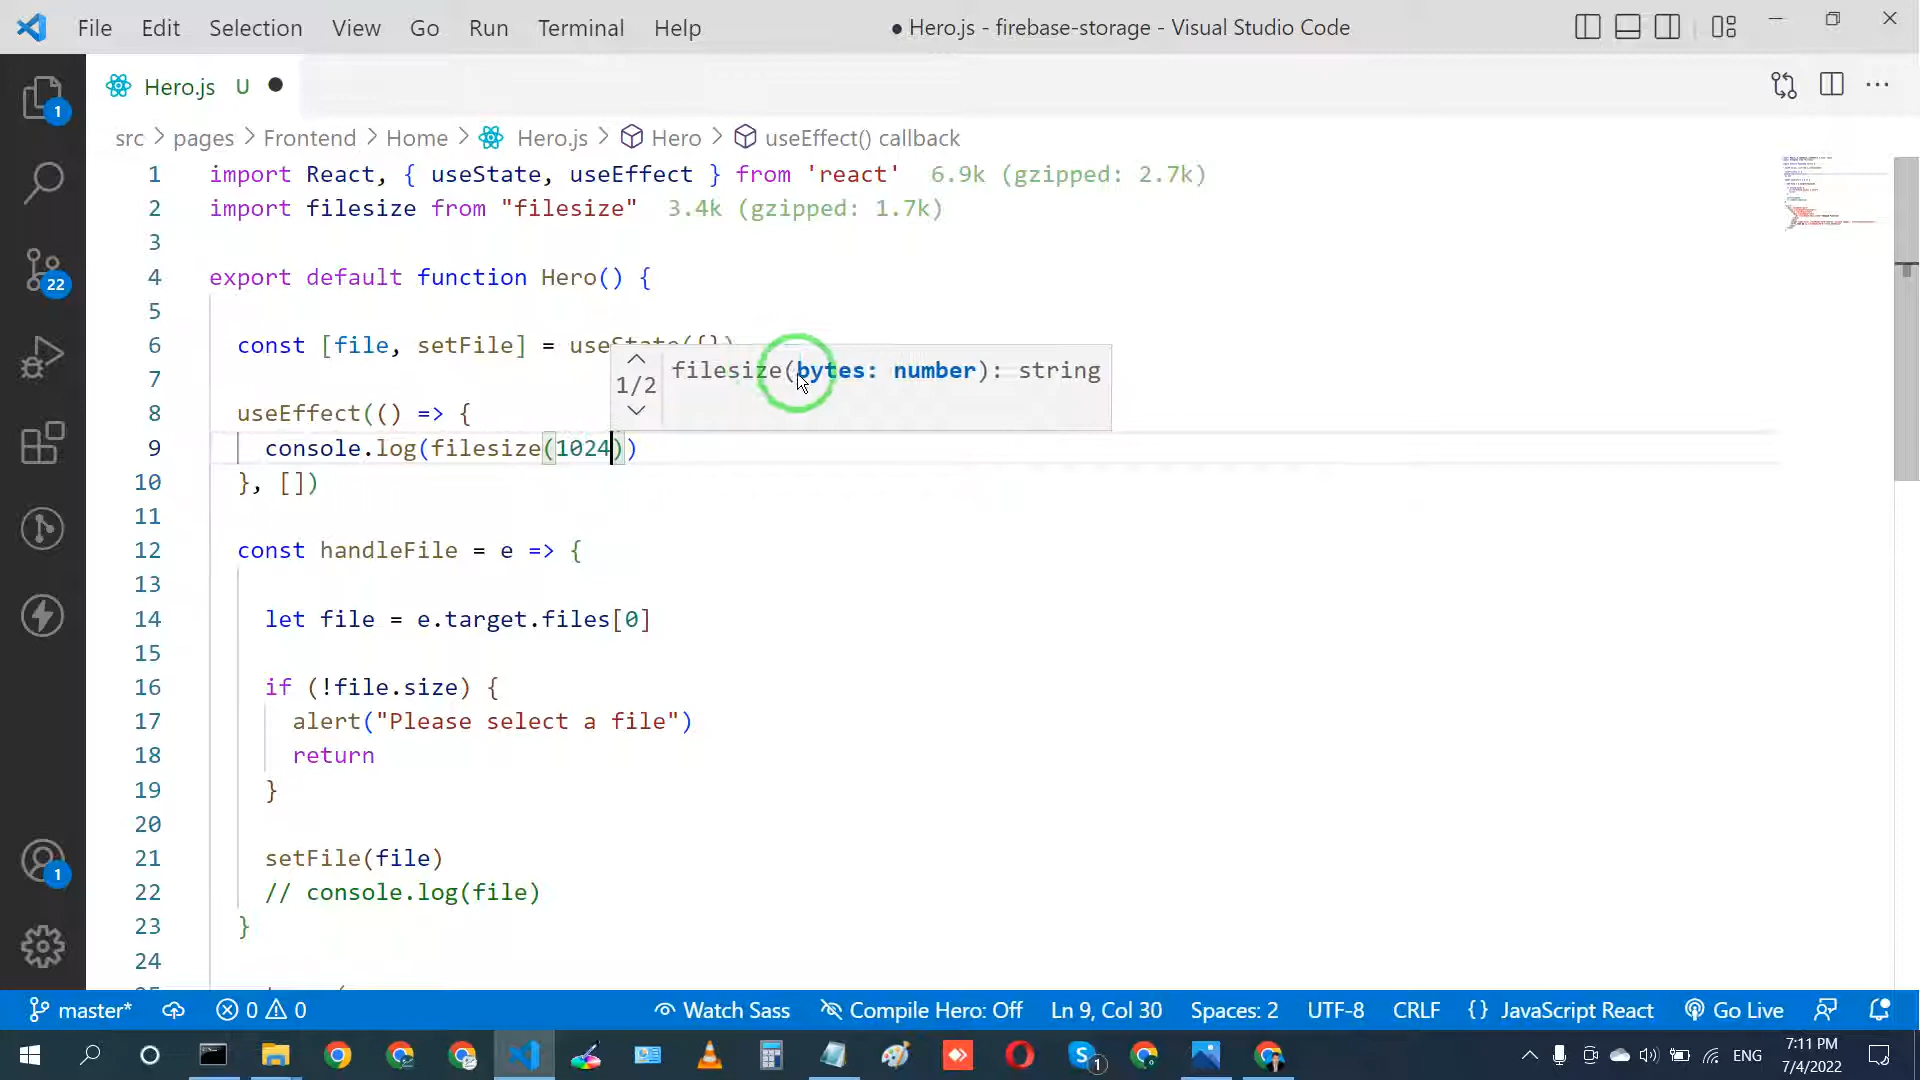 File Edit Selection View Go Run Terminal Help ● Hero.js - firebase-storage - Visual Studio Code
1
Hero.js U ●
src > pages > Frontend > Home > Hero.js > Hero > useEffect() callback
1 import React, { useState, useEffect } from 'react' 6.9k (gzipped: 2.7k)
2 import filesize from "filesize" 3.4k (gzipped: 1.7k)
3
4 export default function Hero() {
22
5
6 const [file, setFile] = useState({})
7
1/2 filesize(bytes: number): string
8 useEffect(() => {
9 console.log(filesize(1024))
10 }, [])
11
12 const handleFile = e => {
13
14 let file = e.target.files[0]
15
16 if (!file.size) {
17 alert("Please select a file")
18 return
19 }
20
21 setFile(file)
1
22 // console.log(file)
23 }
24
master* 0 0 Watch Sass Compile Hero: Off Ln 9, Col 30 Spaces: 2 UTF-8 CRLF {} JavaScript React Go Live
1 ENG 7:11 PM
7/4/2022